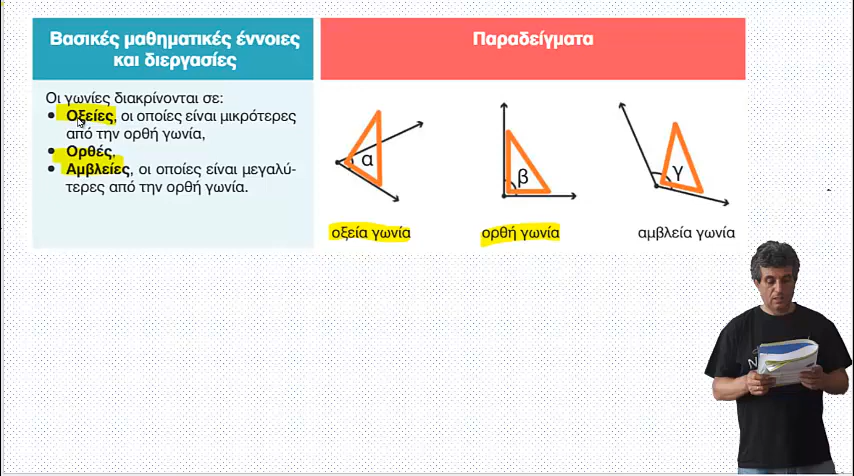 Βασικές μαθηματικές έννοιες
και διεργασίες
Παραδείγματα
Οι γωνίες διακρίνονται σε:
• Οξείες, οι οποίες είναι μικρότερες
από την ορθή γωνία,
• Ορθές,
• Αμβλείες, οι οποίες είναι μεγαλύ-
τερες από την ορθή γωνία.
α
β
γ
οξεία γωνία
ορθή γωνία
αμβλεία γωνία